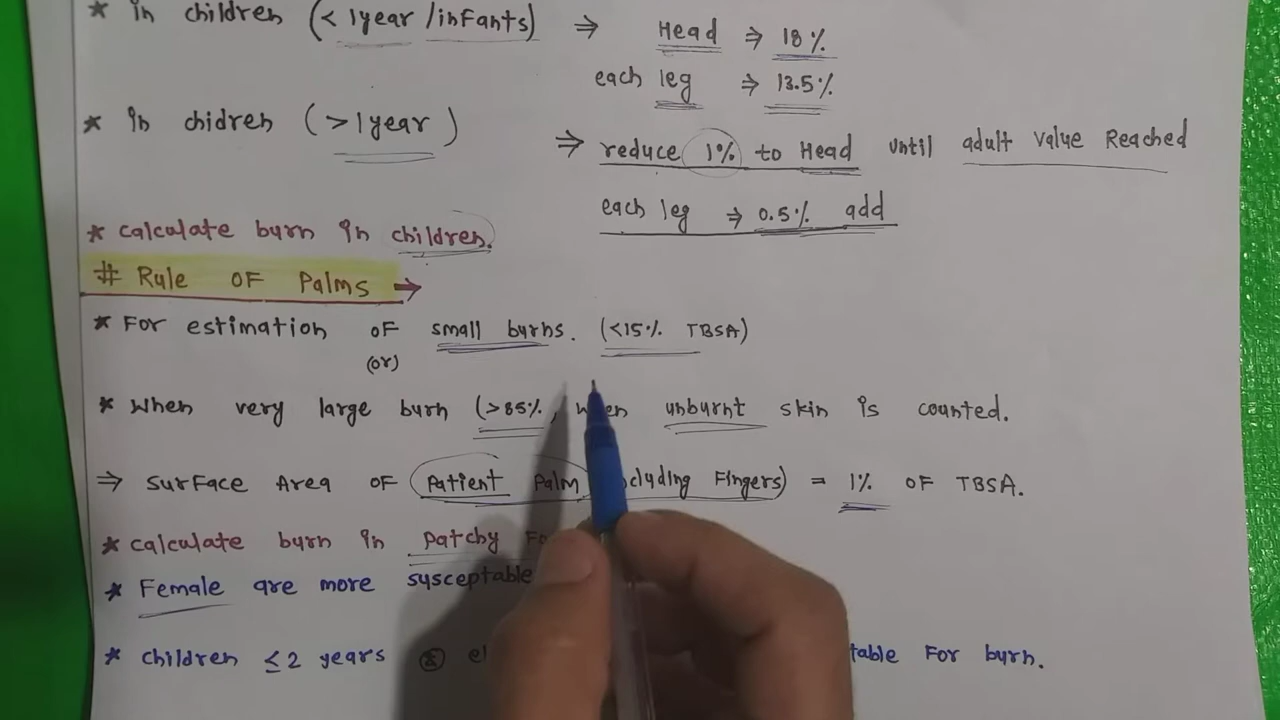 * in children (< 1year / infants) ⇒ Head ⇒ 18%
each leg ⇒ 13.5%
* in chidren (> 1year) ⇒ reduce 1% to Head until adult value Reached
each leg ⇒ 0.5% add
* calculate burn in children.
# Rule OF Palms →
* For estimation OF small burns. (<15% TBSA)
(or)
* When very large burn (>85%, when unburnt skin is counted.
⇒ Surface Area OF (Patient Palm Fingers) = 1% OF TBSA.
* calculate burn in patchy
* Female are more susceptable
* children ≤2 years & For burn.